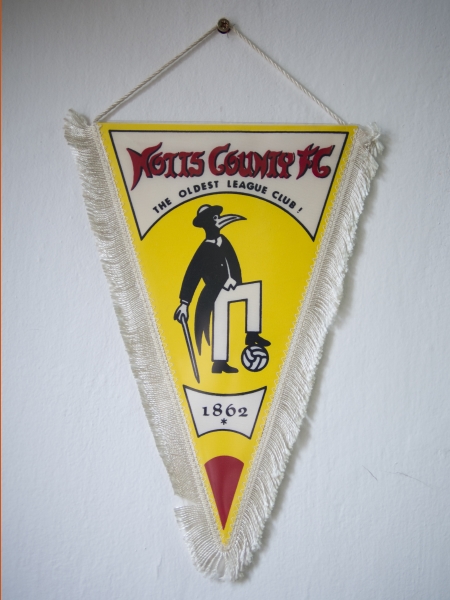 Notts County FC
THE OLDEST LEAGUE CLUB!
1862
*